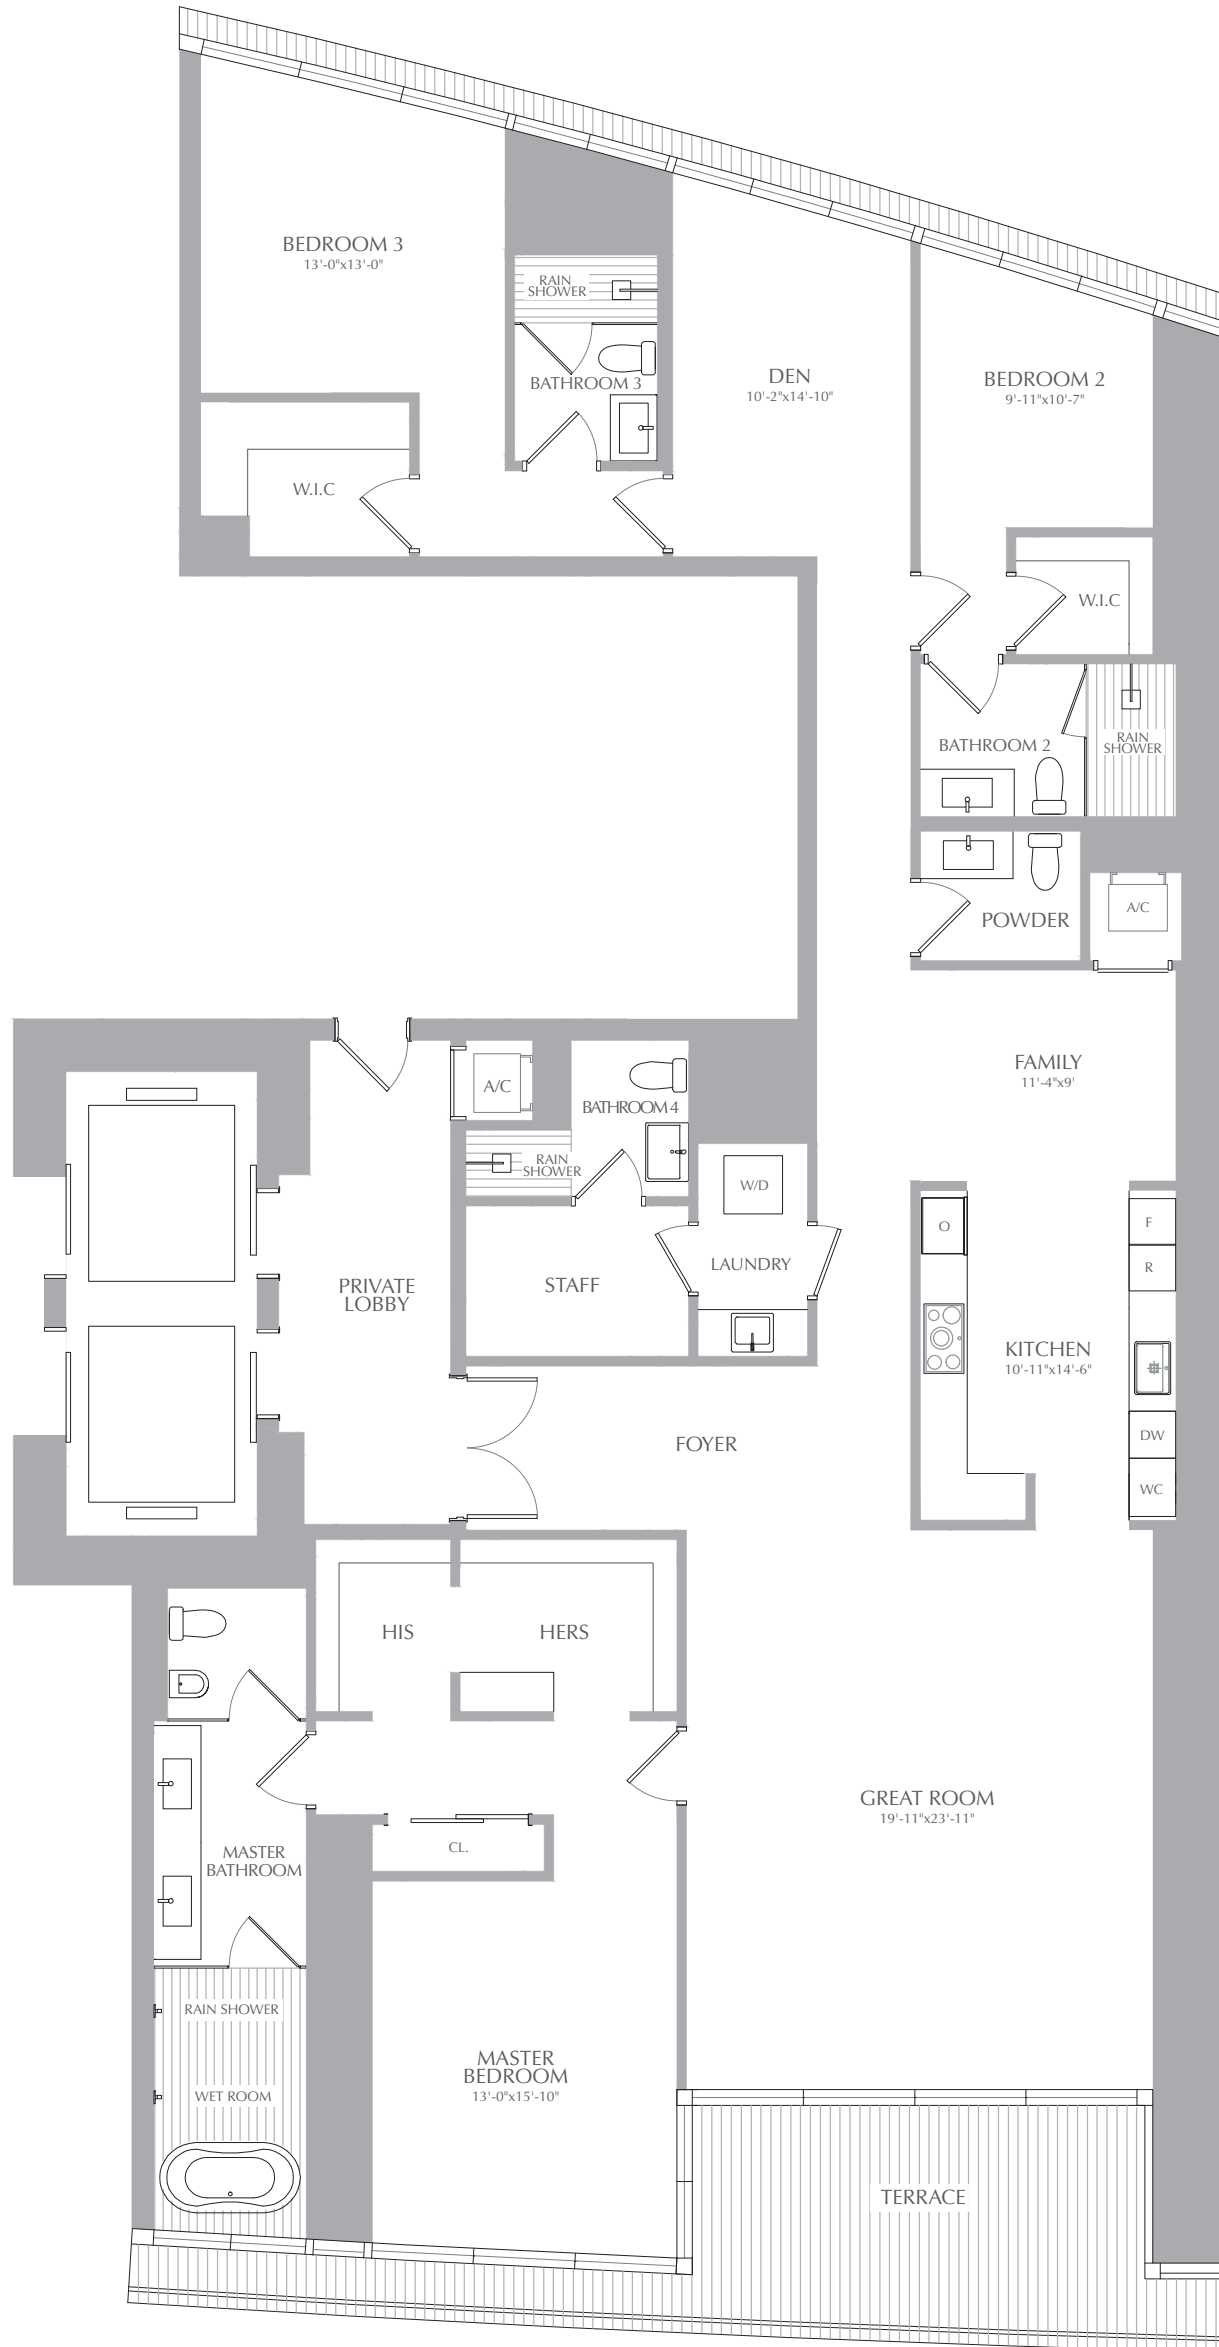 BEDROOM 3
13'-0"x13'-0"
RAIN
SHOWER
BATHROOM 3
DEN
10'-2"x14'-10"
BEDROOM 2
9'-11"x10'-7"
W.I.C
W.I.C
BATHROOM 2
RAIN
SHOWER
POWDER
A/C
FAMILY
11'-4"x9'
A/C
BATHROOM 4
RAIN
SHOWER
W/D
STAFF
LAUNDRY
PRIVATE
LOBBY
O
F
R
KITCHEN
10'-11"x14'-6"
DW
WC
FOYER
HIS
HERS
GREAT ROOM
19'-11"x23'-11"
CL.
MASTER
BATHROOM
RAIN SHOWER
WET ROOM
MASTER
BEDROOM
13'-0"x15'-10"
TERRACE